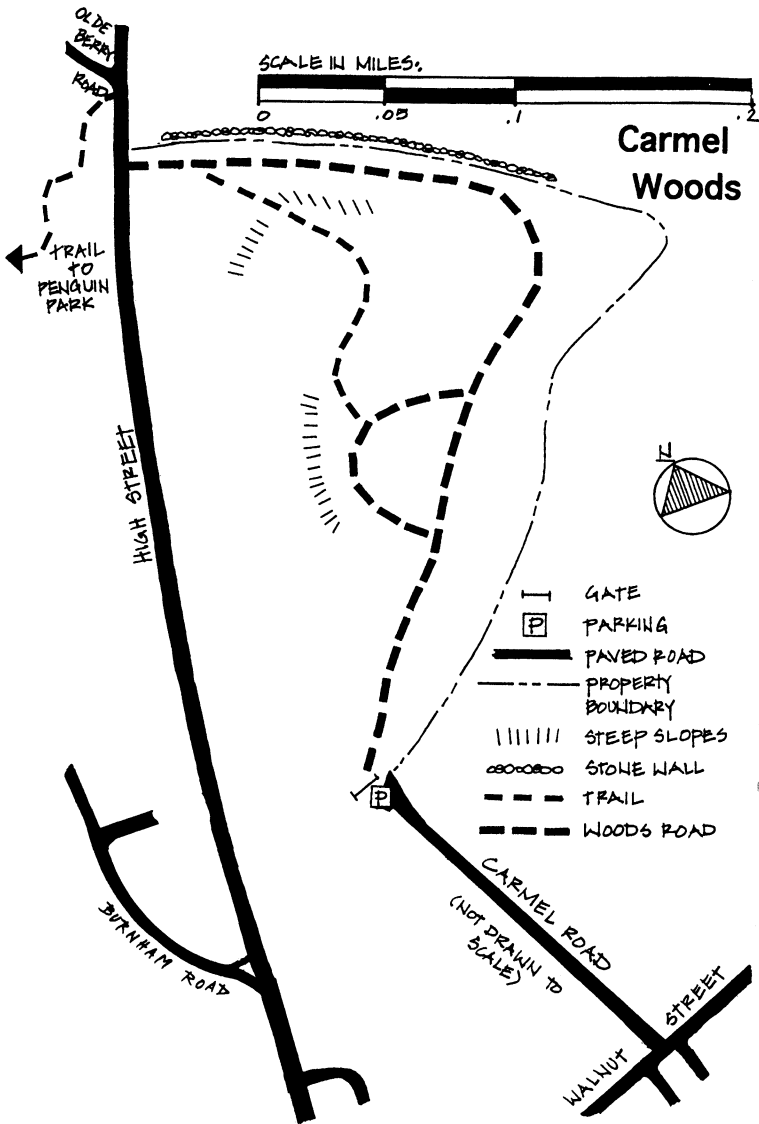 OLDE
BERRY
ROAD
SCALE IN MILES:
0 .05 .1 .2
Carmel
Woods
TRAIL
TO
PENGUIN
PARK
HIGH STREET
N
GATE
P PARKING
PAVED ROAD
PROPERTY
BOUNDARY
STEEP SLOPES
STONE WALL
TRAIL
WOODS ROAD
P
CARMEL ROAD
(NOT DRAWN TO
SCALE)
BURNHAM ROAD
WALNUT STREET